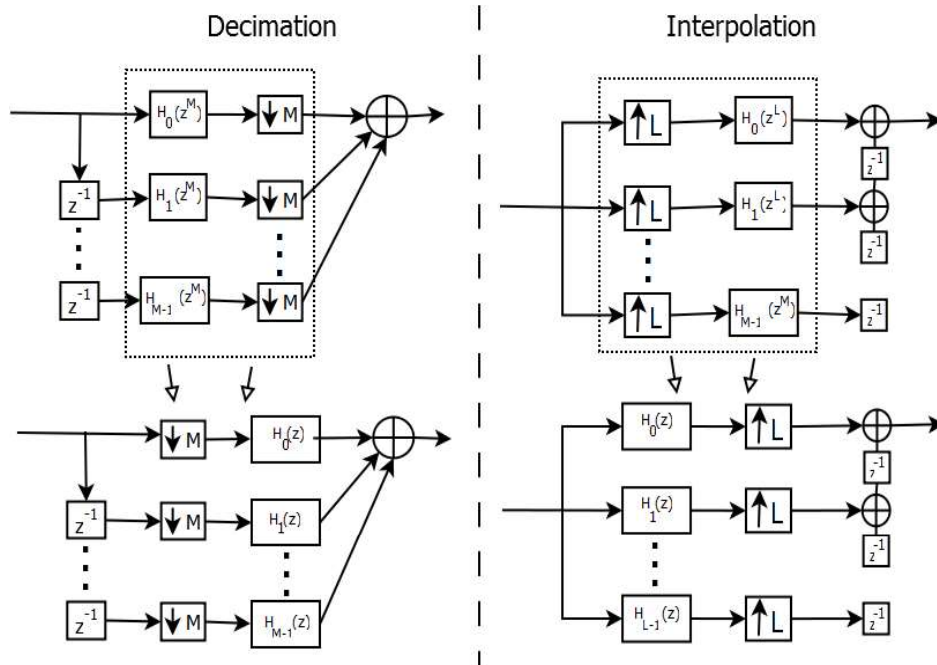 Decimation
H0(z^M) ↓ M
z^-1 H1(z^M) ↓ M
z^-1 HM-1 (z^M) ↓ M
↓ M H0(z)
z^-1 ↓ M H1(z)
z^-1 ↓ M HM-1(z)
Interpolation
↑ L H0(z^L)
z^-1
↑ L H1(z^L)
z^-1
↑ L HM-1 (z^M) z^-1
H0(z) ↑ L
z^-1
H1(z) ↑ L
z^-1
HL-1(z) ↑ L z^-1